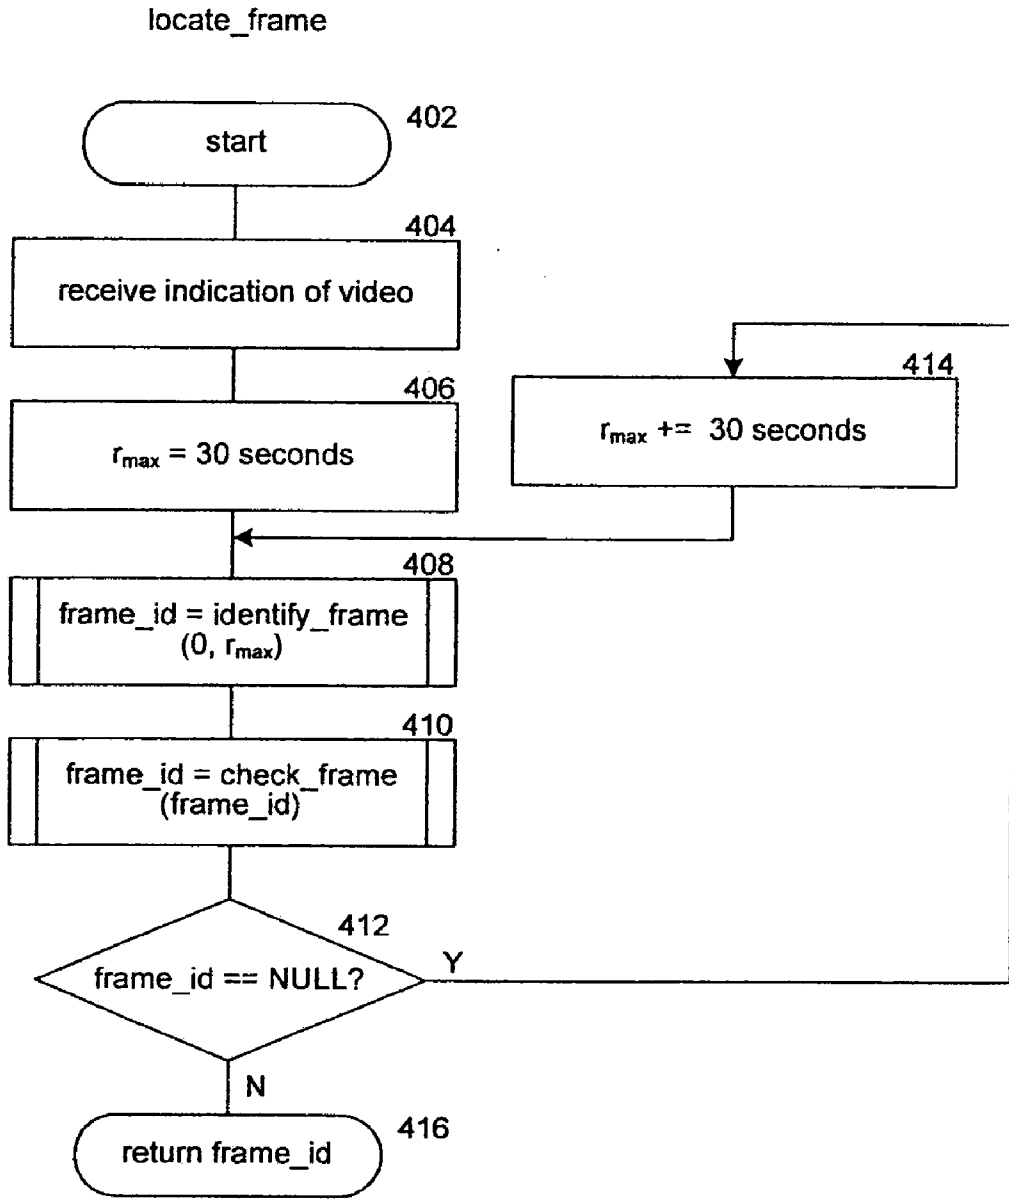 locate_frame
402
start
404
receive indication of video
406
r_max = 30 seconds
414
r_max += 30 seconds
408
frame_id = identify_frame
(0, r_max)
410
frame_id = check_frame
(frame_id)
412
frame_id == NULL?
Y
N
416
return frame_id